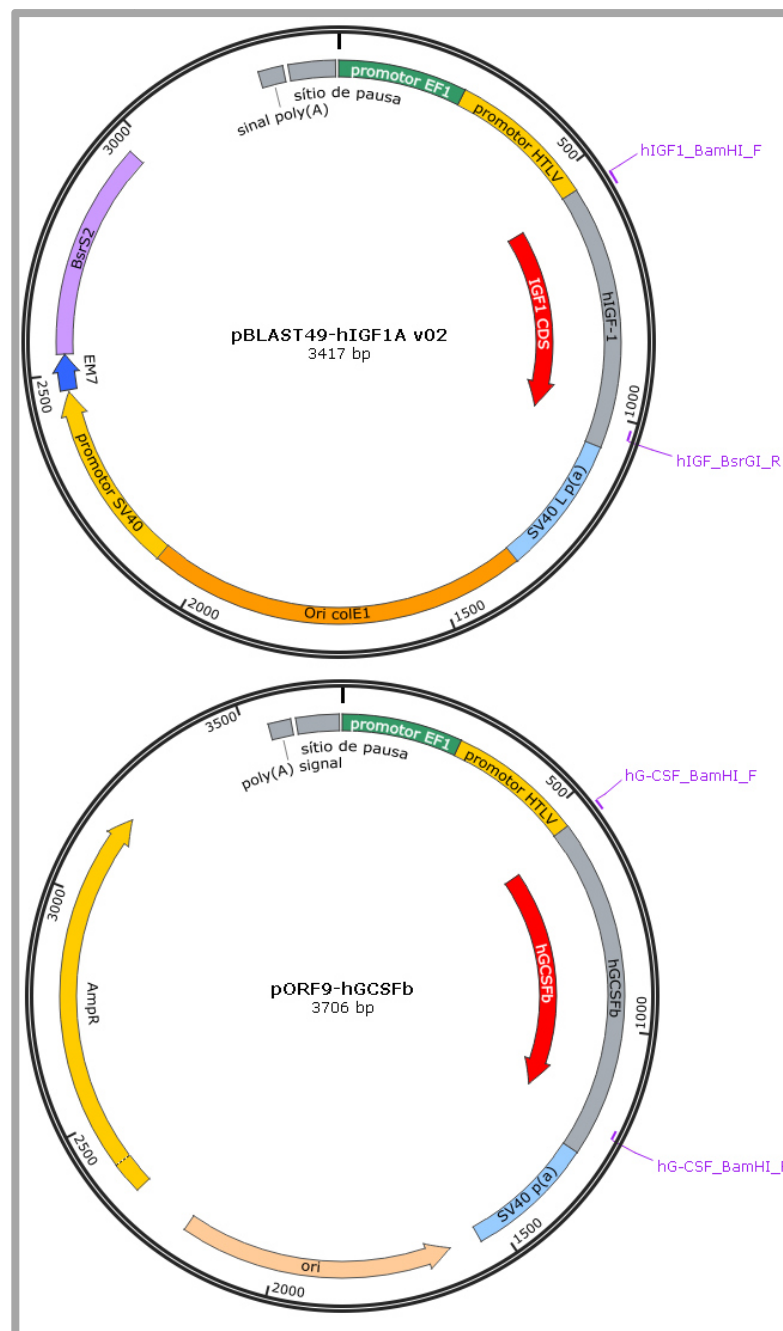 promotor EF1
sítio de pausa
sinal poly(A)
promotor HTLV
500
hIGF1_BamHI_F
3000
BsrS2
IGF1 CDS
hIGF-1
pBLAST49-hIGF1A v02
3417 bp
EM7
2500
1000
hIGF_BsrGI_R
promotor SV40
SV40 L p(a)
2000
Ori colE1
1500
3500
promotor EF1
sítio de pausa
poly(A) signal
promotor HTLV
500
hG-CSF_BamHI_F
3000
AmpR
hGCSFb
hGCSFb
pORF9-hGCSFb
3706 bp
1000
2500
hG-CSF_BamHI_
SV40 p(a)
1500
ori
2000